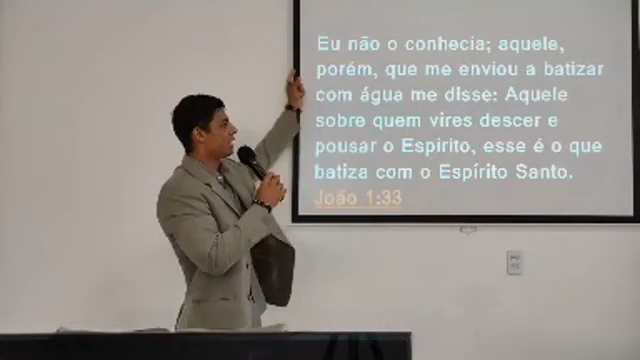 Eu não o conhecia; aquele,
porém, que me enviou a batizar
com água me disse: Aquele
sobre quem vires descer e
pousar o Espirito, esse é o que
batiza com o Espírito Santo.
João 1:33